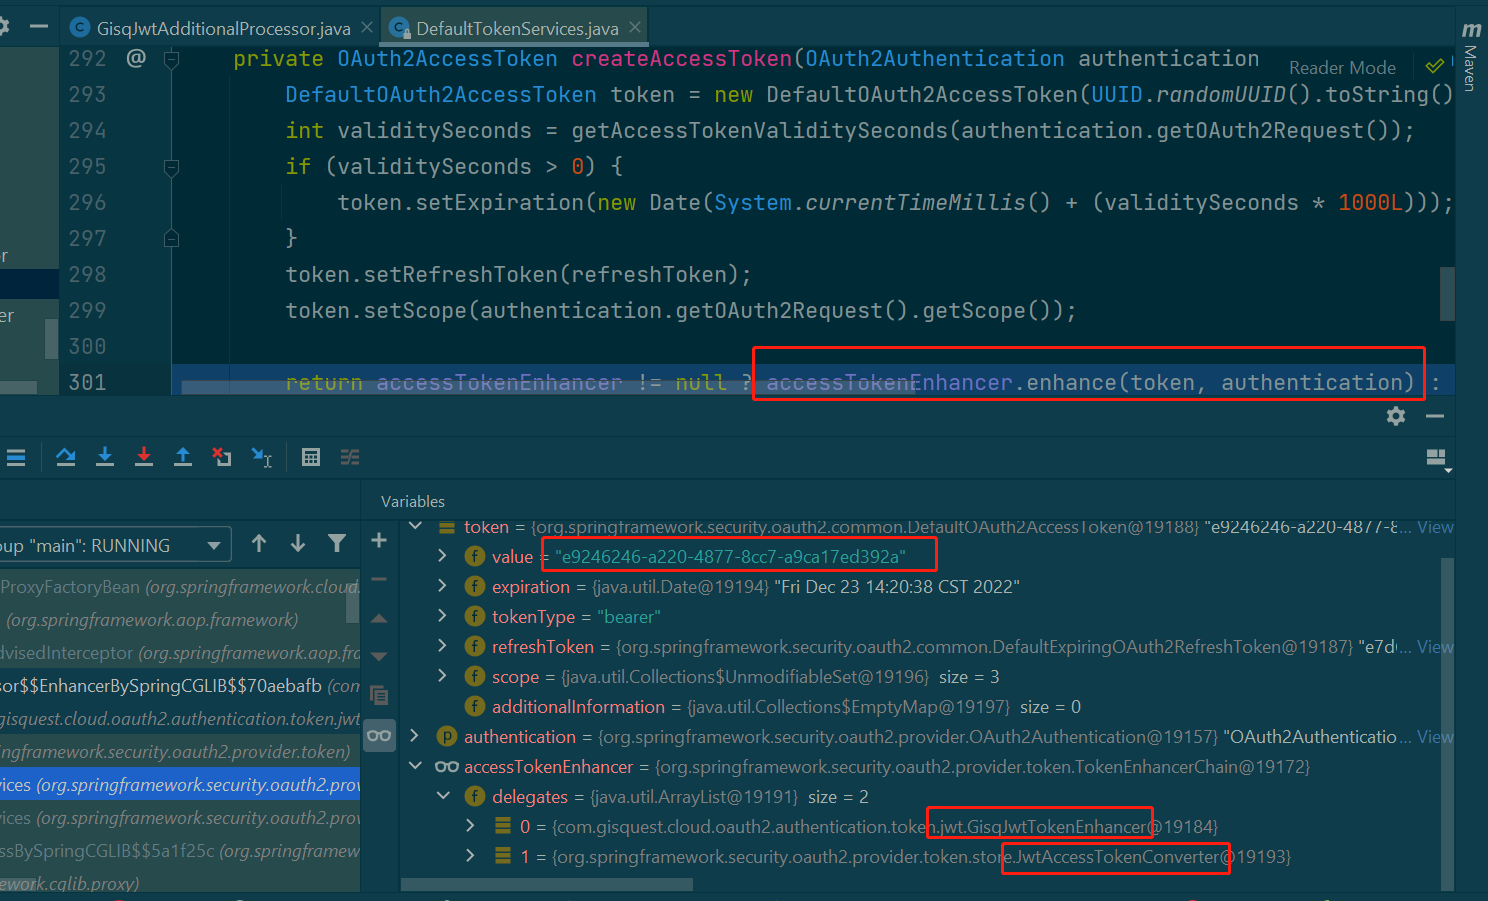 GisqJwtAdditionalProcessor.java
DefaultTokenServices.java
Maven
Reader Mode
292 @ private OAuth2AccessToken createAccessToken(OAuth2Authentication authentication
293 DefaultOAuth2AccessToken token = new DefaultOAuth2AccessToken(UUID.randomUUID().toString()
294 int validitySeconds = getAccessTokenValiditySeconds(authentication.getOAuth2Request());
295 if (validitySeconds > 0) {
296 token.setExpiration(new Date(System.currentTimeMillis() + (validitySeconds * 1000L)));
297 }
298 token.setRefreshToken(refreshToken);
299 token.setScope(authentication.getOAuth2Request().getScope());
300
301 return accessTokenEnhancer != null ? accessTokenEnhancer.enhance(token, authentication) :
or
er
Variables
oup "main": RUNNING
ProxyFactoryBean (org.springframework.cloud.
(org.springframework.aop.framework)
dvisedInterceptor (org.springframework.aop.fra
sor$$EnhancerBySpringCGLIB$$70aebafb (com
gisquest.cloud.oauth2.authentication.token.jwt
ingframework.security.oauth2.provider.token)
vices (org.springframework.security.oauth2.prov
vices (org.springframework.security.oauth2.prov
essBySpringCGLIB$$5a1f25c (org.springframew
ework.cglib.proxy)
token = {org.springframework.security.oauth2.common.DefaultOAuth2AccessToken@19188} "e9246246-a220-4877-8... View
value = "e9246246-a220-4877-8cc7-a9ca17ed392a"
expiration = {java.util.Date@19194} "Fri Dec 23 14:20:38 CST 2022"
tokenType = "bearer"
refreshToken = {org.springframework.security.oauth2.common.DefaultExpiringOAuth2RefreshToken@19187} "e7d... View
scope = {java.util.Collections$UnmodifiableSet@19196} size = 3
additionalInformation = {java.util.Collections$EmptyMap@19197} size = 0
authentication = {org.springframework.security.oauth2.provider.OAuth2Authentication@19157} "OAuth2Authenticatio... View
accessTokenEnhancer = {org.springframework.security.oauth2.provider.token.TokenEnhancerChain@19172}
delegates = {java.util.ArrayList@19191} size = 2
0 = {com.gisquest.cloud.oauth2.authentication.token.jwt.GisqJwtTokenEnhancer@19184}
1 = {org.springframework.security.oauth2.provider.token.store.JwtAccessTokenConverter@19193}